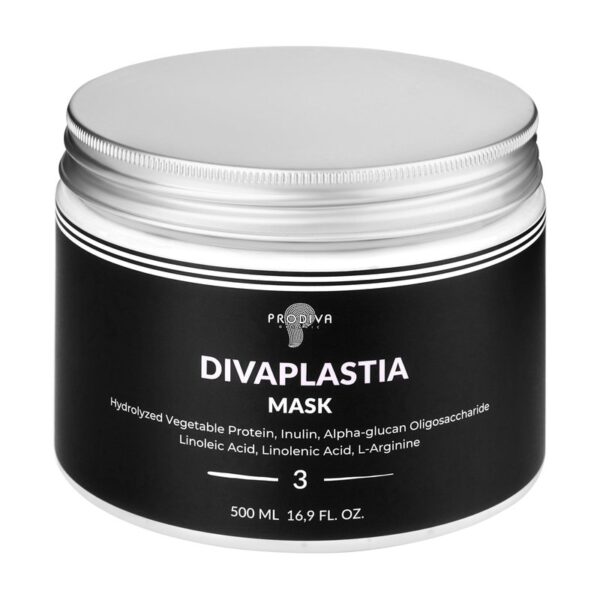 PRODIVA
DIVAPLASTIA
MASK
Hydrolyzed Vegetable Protein, Inulin, Alpha-glucan Oligosaccharide
Linoleic Acid, Linolenic Acid, L-Arginine
3
500 ML 16,9 FL. OZ.